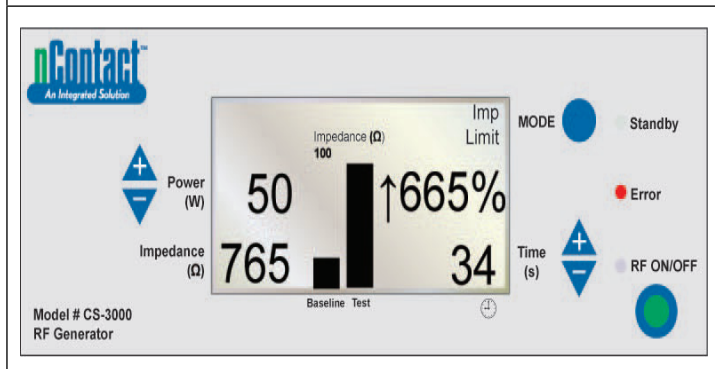 nContact™
An Integrated Solution
Imp
Limit
Impedance (Ω)
100
MODE
Standby
+
−
Power
(W)
50
↑665%
Error
Impedance
(Ω)
765
34
Time
(s)
+
−
RF ON/OFF
Baseline Test
Model # CS-3000
RF Generator